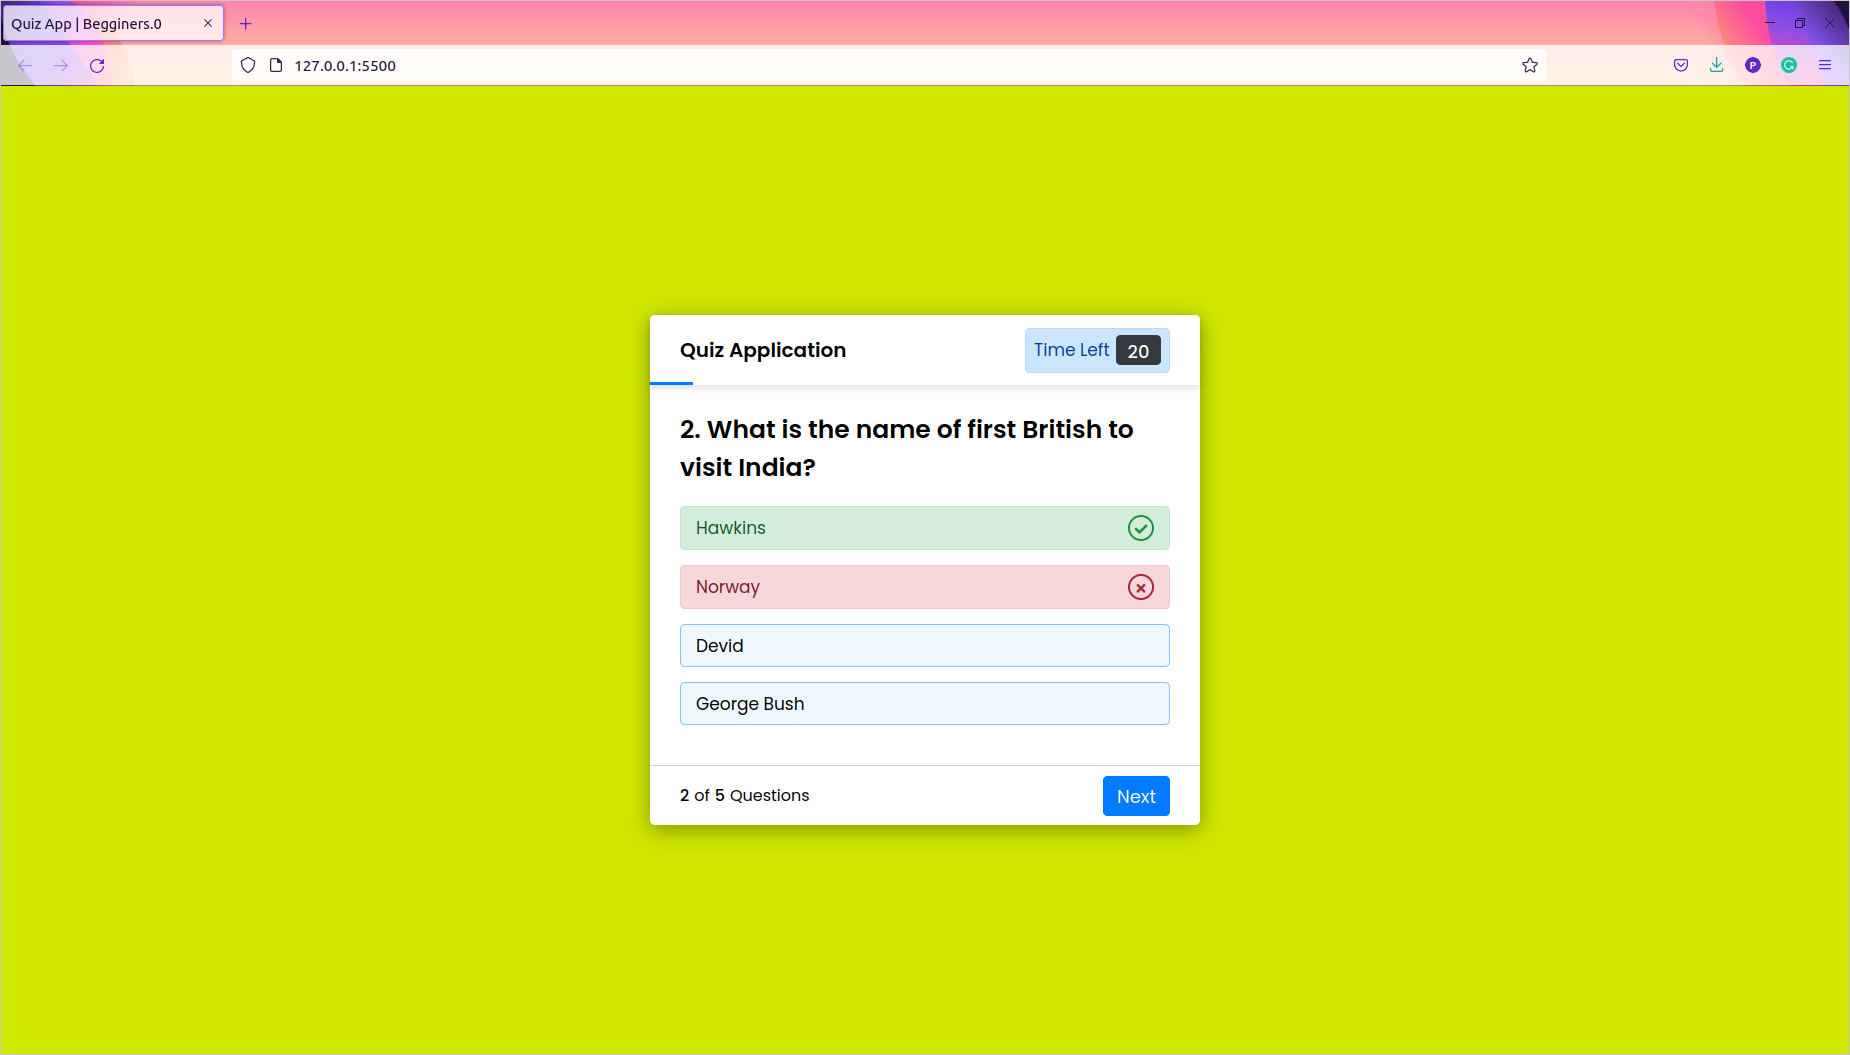 Quiz App | Begginers.0
127.0.0.1:5500
P
G
Quiz Application
Time Left 20
2. What is the name of first British to
visit India?
Hawkins
Norway
Devid
George Bush
2 of 5 Questions
Next